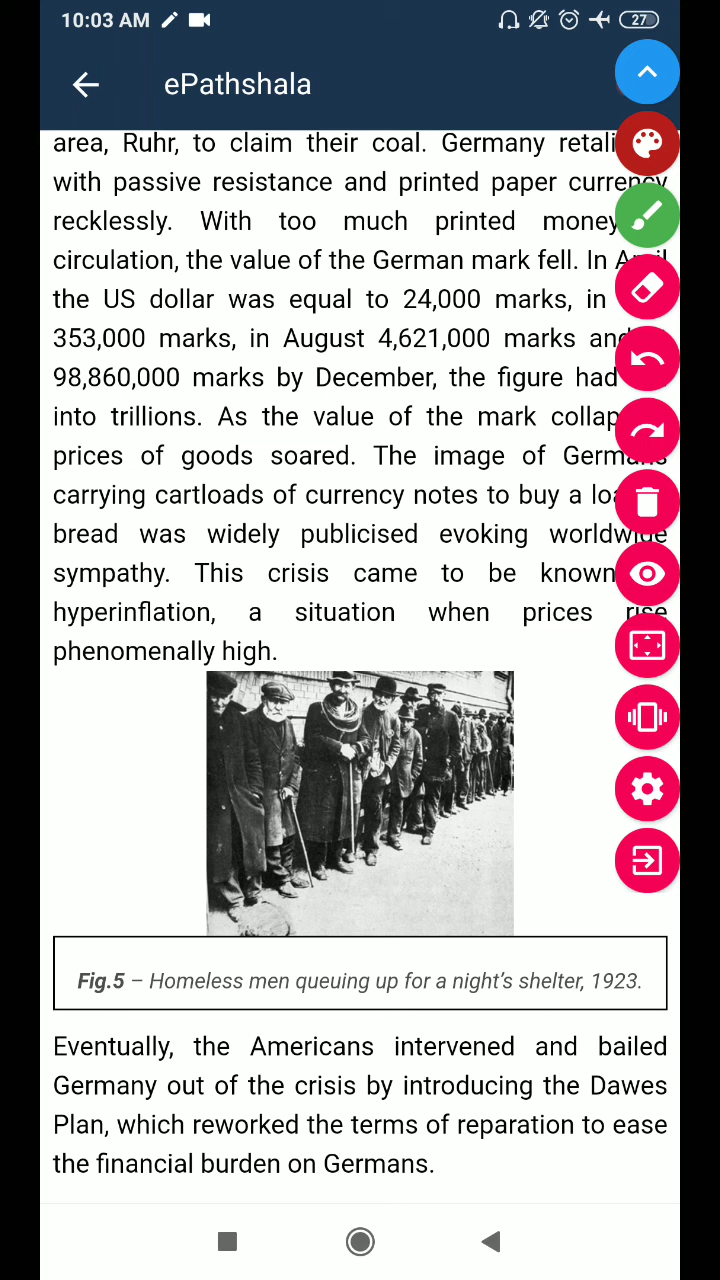 10:03 AM
27
ePathshala
area, Ruhr, to claim their coal. Germany retali
with passive resistance and printed paper currency
recklessly. With too much printed money
circulation, the value of the German mark fell. In April
the US dollar was equal to 24,000 marks, in
353,000 marks, in August 4,621,000 marks and
98,860,000 marks by December, the figure had
into trillions. As the value of the mark collap
prices of goods soared. The image of Germans
carrying cartloads of currency notes to buy a loa
bread was widely publicised evoking worldwide
sympathy. This crisis came to be known
hyperinflation, a situation when prices rise
phenomenally high.
Fig.5 – Homeless men queuing up for a night's shelter, 1923.
Eventually, the Americans intervened and bailed
Germany out of the crisis by introducing the Dawes
Plan, which reworked the terms of reparation to ease
the financial burden on Germans.